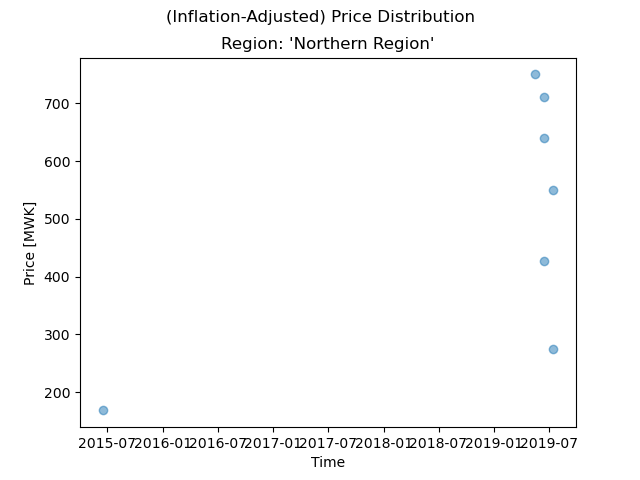 (Inflation-Adjusted) Price Distribution
Region: 'Northern Region'
700
600
500
400
300
200
Price [MWK]
2015-07 2016-01 2016-07 2017-01 2017-07 2018-01 2018-07 2019-01 2019-07
Time